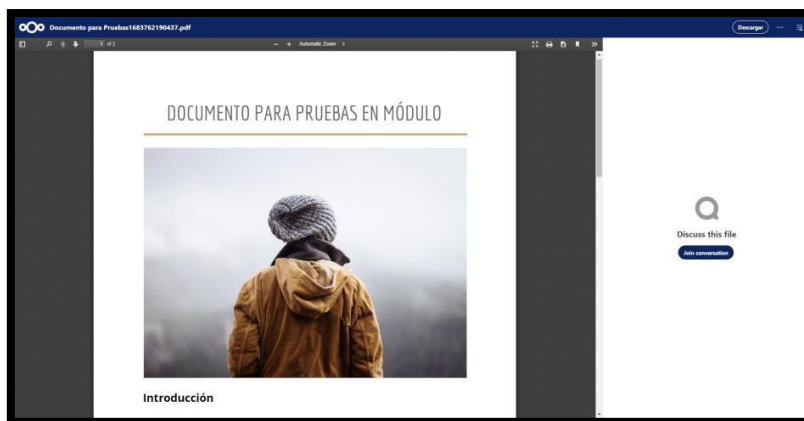 Documento para Pruebas1683762190437.pdf
Descargar
1 of 2
Automatic Zoom
DOCUMENTO PARA PRUEBAS EN MÓDULO
Introducción
Discuss this file
Join conversation